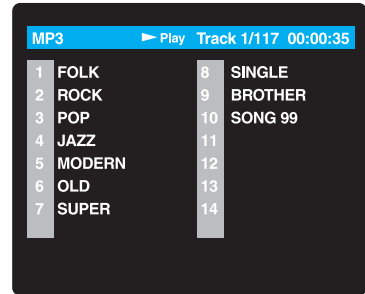 MP3 ► Play Track 1/117 00:00:35
1 FOLK
2 ROCK
3 POP
4 JAZZ
5 MODERN
6 OLD
7 SUPER
8 SINGLE
9 BROTHER
10 SONG 99
11
12
13
14